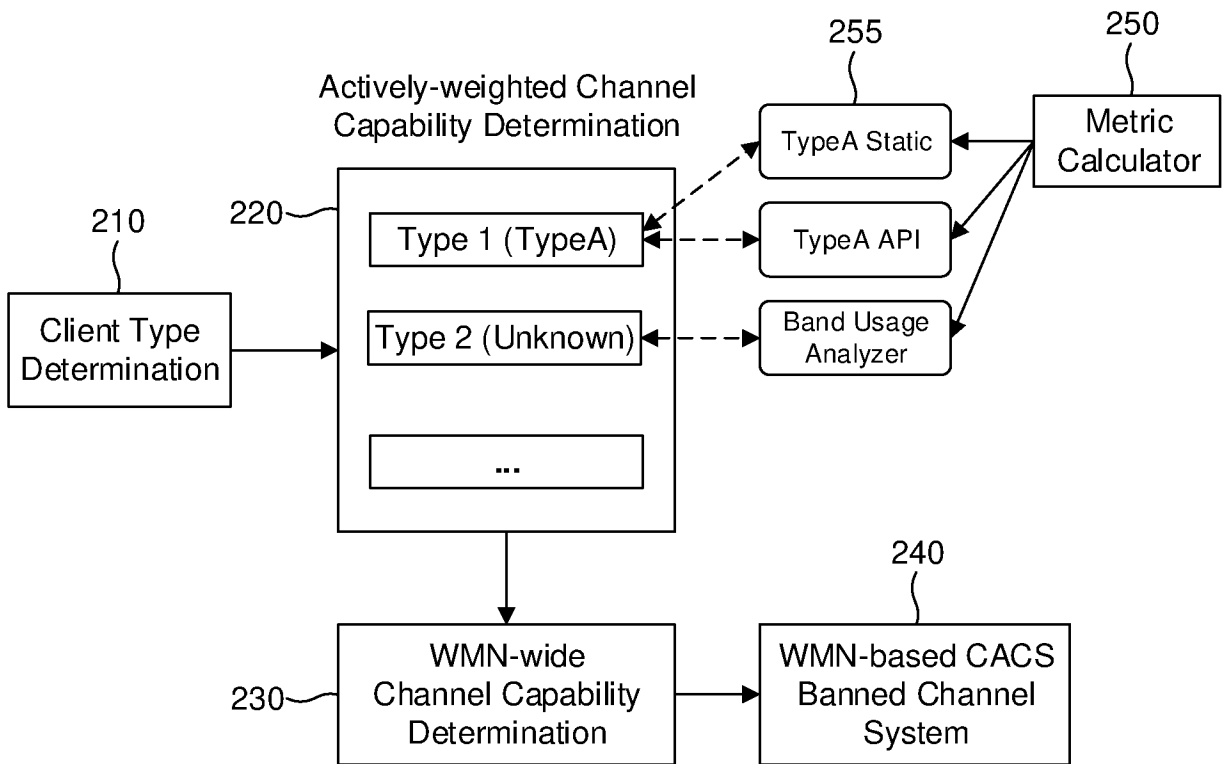 255
250
Actively-weighted Channel
Capability Determination
TypeA Static
Metric
Calculator
220
210
Type 1 (TypeA)
TypeA API
Client Type
Determination
Type 2 (Unknown)
Band Usage
Analyzer
...
240
230
WMN-wide
Channel Capability
Determination
WMN-based CACS
Banned Channel
System